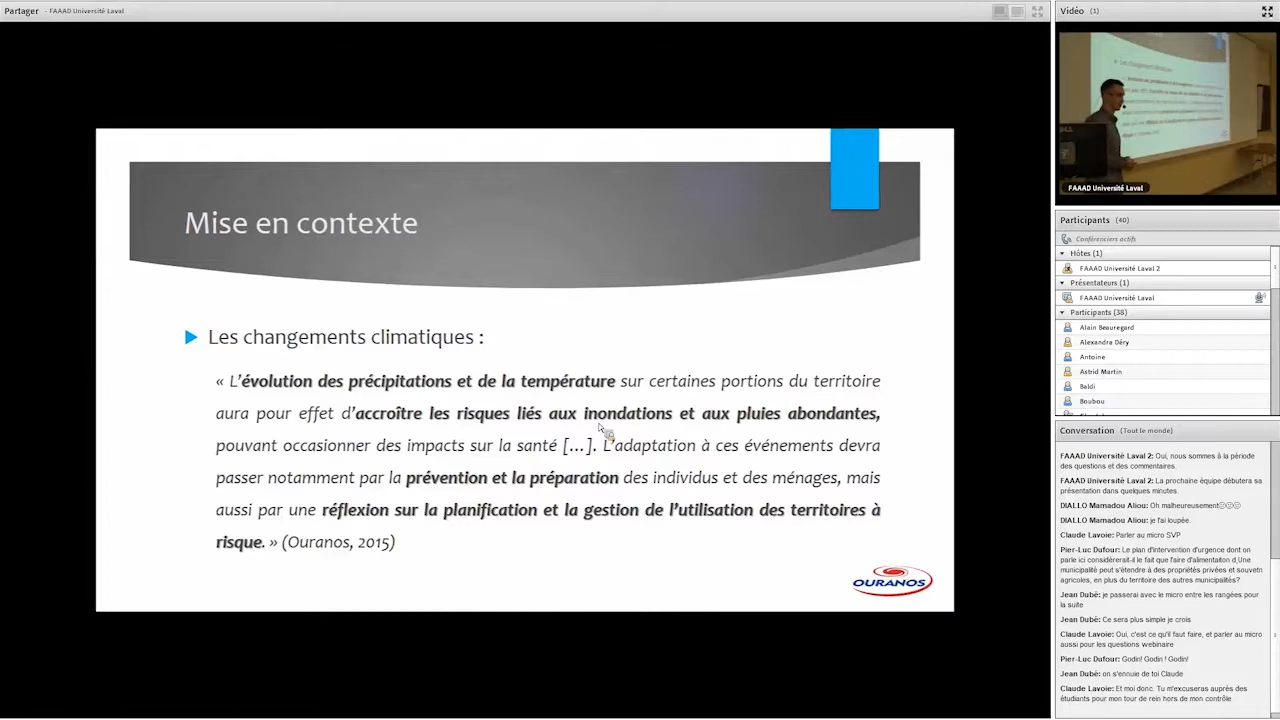 Partager - FAAAD Université Laval
Mise en contexte
Les changements climatiques :
« L'évolution des précipitations et de la température sur certaines portions du territoire
aura pour effet d'accroître les risques liés aux inondations et aux pluies abondantes,
pouvant occasionner des impacts sur la santé […]. L'adaptation à ces événements devra
passer notamment par la prévention et la préparation des individus et des ménages, mais
aussi par une réflexion sur la planification et la gestion de l'utilisation des territoires à
risque. » (Ouranos, 2015)
OURANOS
Vidéo (1)
DELL
FAAAD Université Laval
Participants (40)
Conférenciers actifs
Hôtes (1)
FAAAD Université Laval 2
Présentateurs (1)
FAAAD Université Laval
Participants (38)
Alain Beauregard
Alexandra Déry
Antoine
Astrid Martin
Baldi
Boubou
Conversation (Tout le monde)
FAAAD Université Laval 2: Oui, nous sommes à la période
des questions et des commentaires.
FAAAD Université Laval 2: La prochaine équipe débutera sa
présentation dans quelques minutes.
DIALLO Mamadou Aliou: Oh malheureusement
DIALLO Mamadou Aliou: je l'ai loupée.
Claude Lavoie: Parler au micro SVP
Pier-Luc Dufour: Le plan d'intervention d'urgence dont on
parle ici considèrerait-il le fait que l'aire d'alimentation d,Une
municipalité peut s'étendre à des propriétés privées et souvetn
agricoles, en plus du territoire des autres municipalités?
Jean Dubé: je passerai avec le micro entre les rangées pour
la suite
Jean Dubé: Ce sera plus simple je crois
Claude Lavoie: Oui, c'est ce qu'il faut faire, et parler au micro
aussi pour les questions webinaire
Pier-Luc Dufour: Godin! Godin ! Godin!
Jean Dubé: on s'ennuie de toi Claude
Claude Lavoie: Et moi donc. Tu m'excuseras auprès des
étudiants pour mon tour de rein hors de mon contrôle.